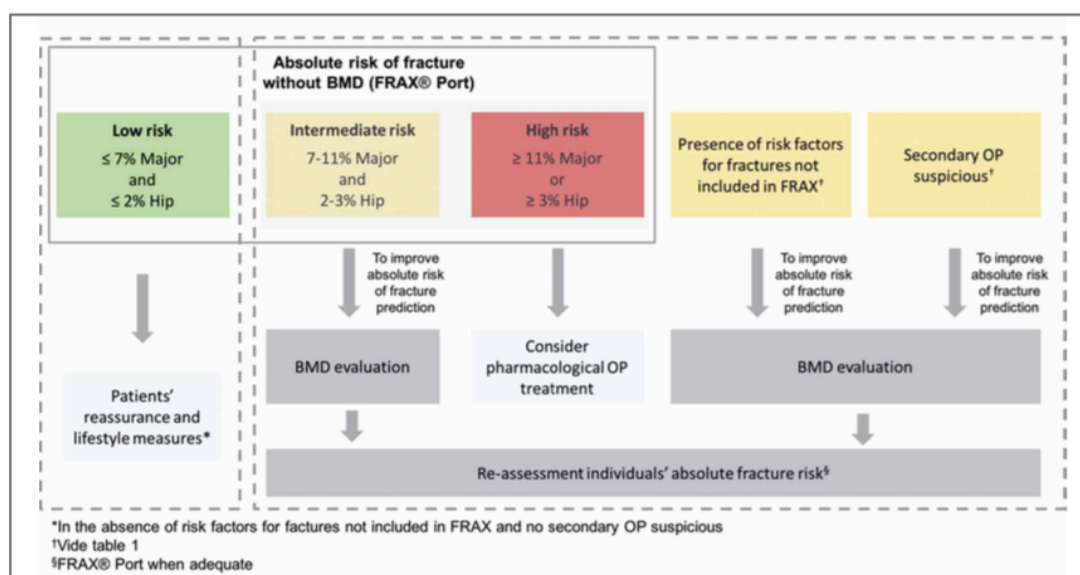 Absolute risk of fracture
without BMD (FRAX® Port)
Low risk
≤ 7% Major
and
≤ 2% Hip
Intermediate risk
7-11% Major
and
2-3% Hip
High risk
≥ 11% Major
or
≥ 3% Hip
Presence of risk factors
for fractures not
included in FRAX†
Secondary OP
suspicious†
To improve
absolute risk
of fracture
prediction
To improve
absolute risk
of fracture
prediction
To improve
absolute risk
of fracture
prediction
Patients’
reassurance and
lifestyle measures*
BMD evaluation
Consider
pharmacological OP
treatment
BMD evaluation
Re-assessment individuals’ absolute fracture risk§
*In the absence of risk factors for factures not included in FRAX and no secondary OP suspicious
†Vide table 1
§FRAX® Port when adequate